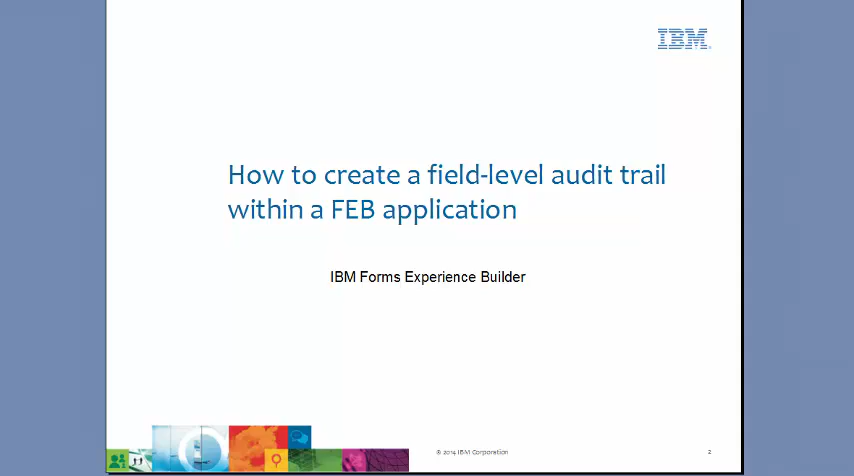 IBM
How to create a field-level audit trail
within a FEB application
IBM Forms Experience Builder
© 2014 IBM Corporation
2